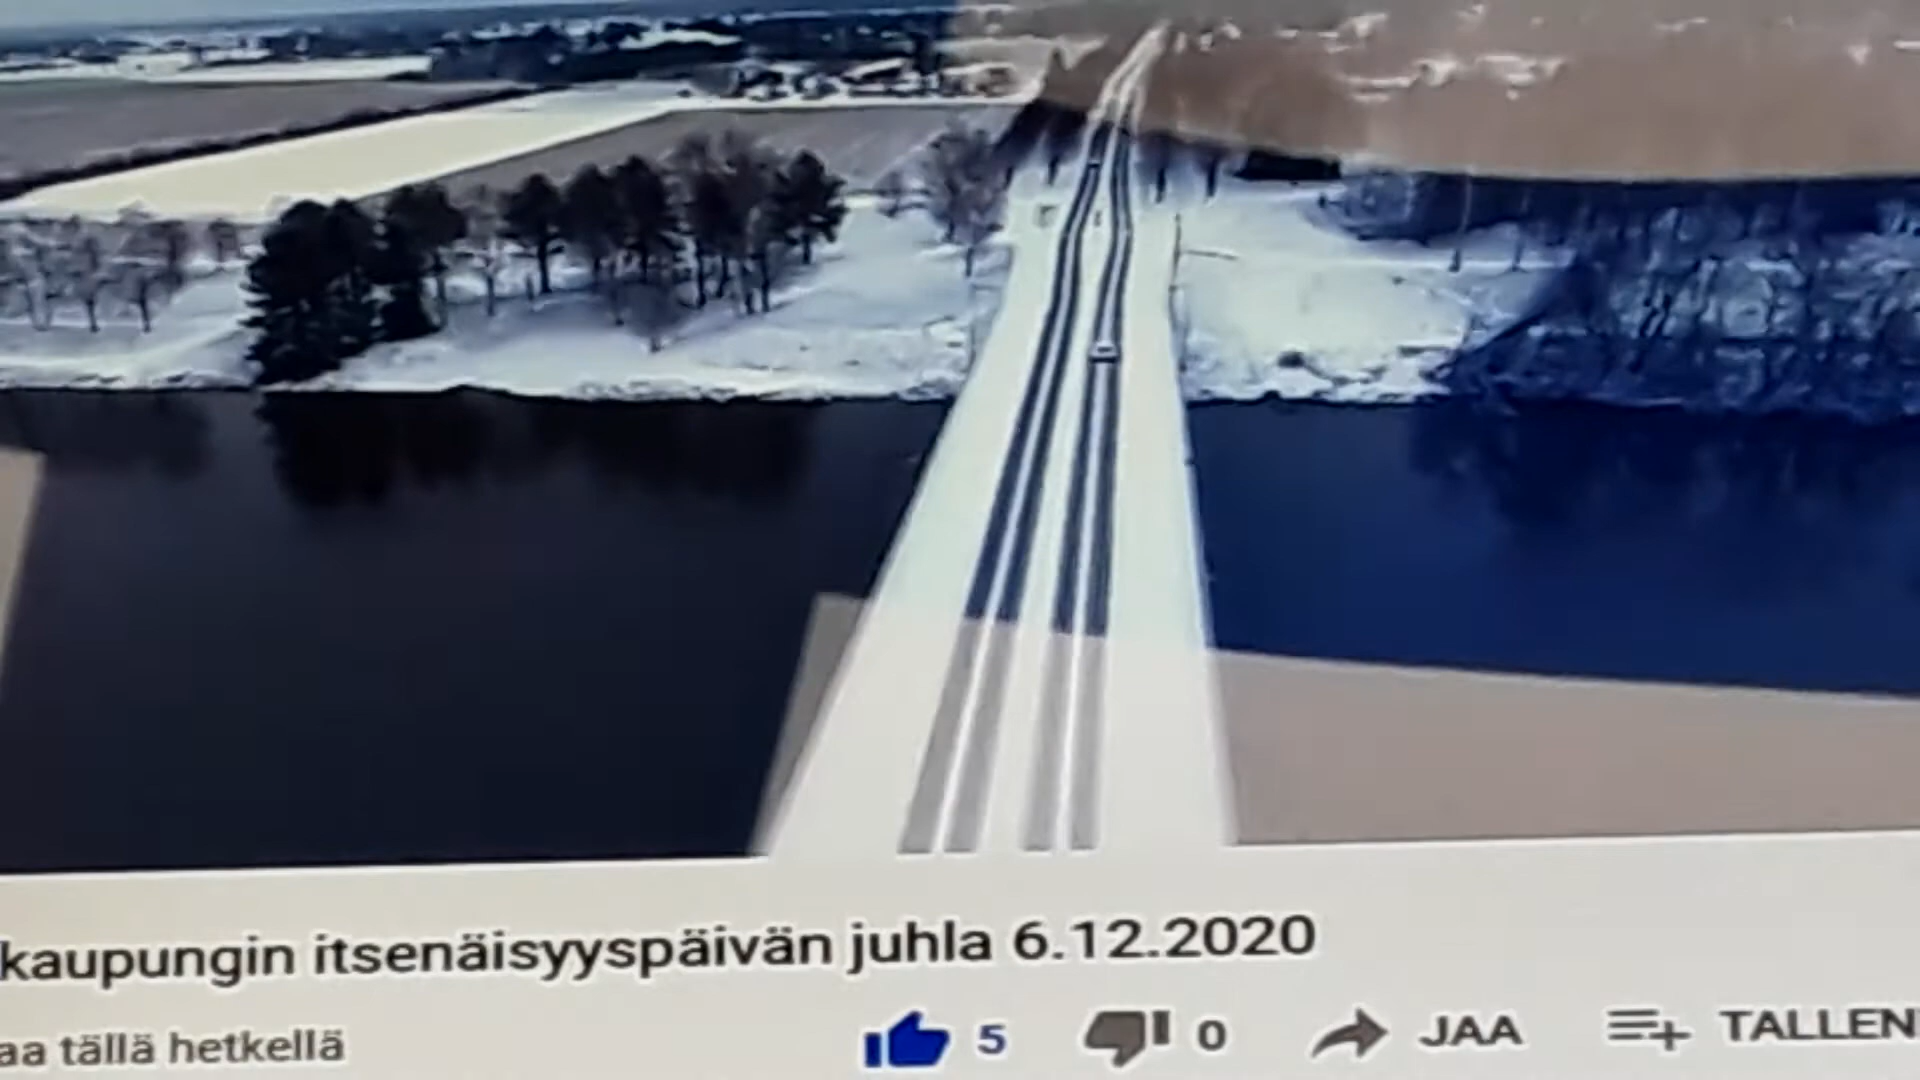 kaupungin itsenäisyyspäivän juhla 6.12.2020
aa tällä hetkellä
5 0 JAA TALLEN